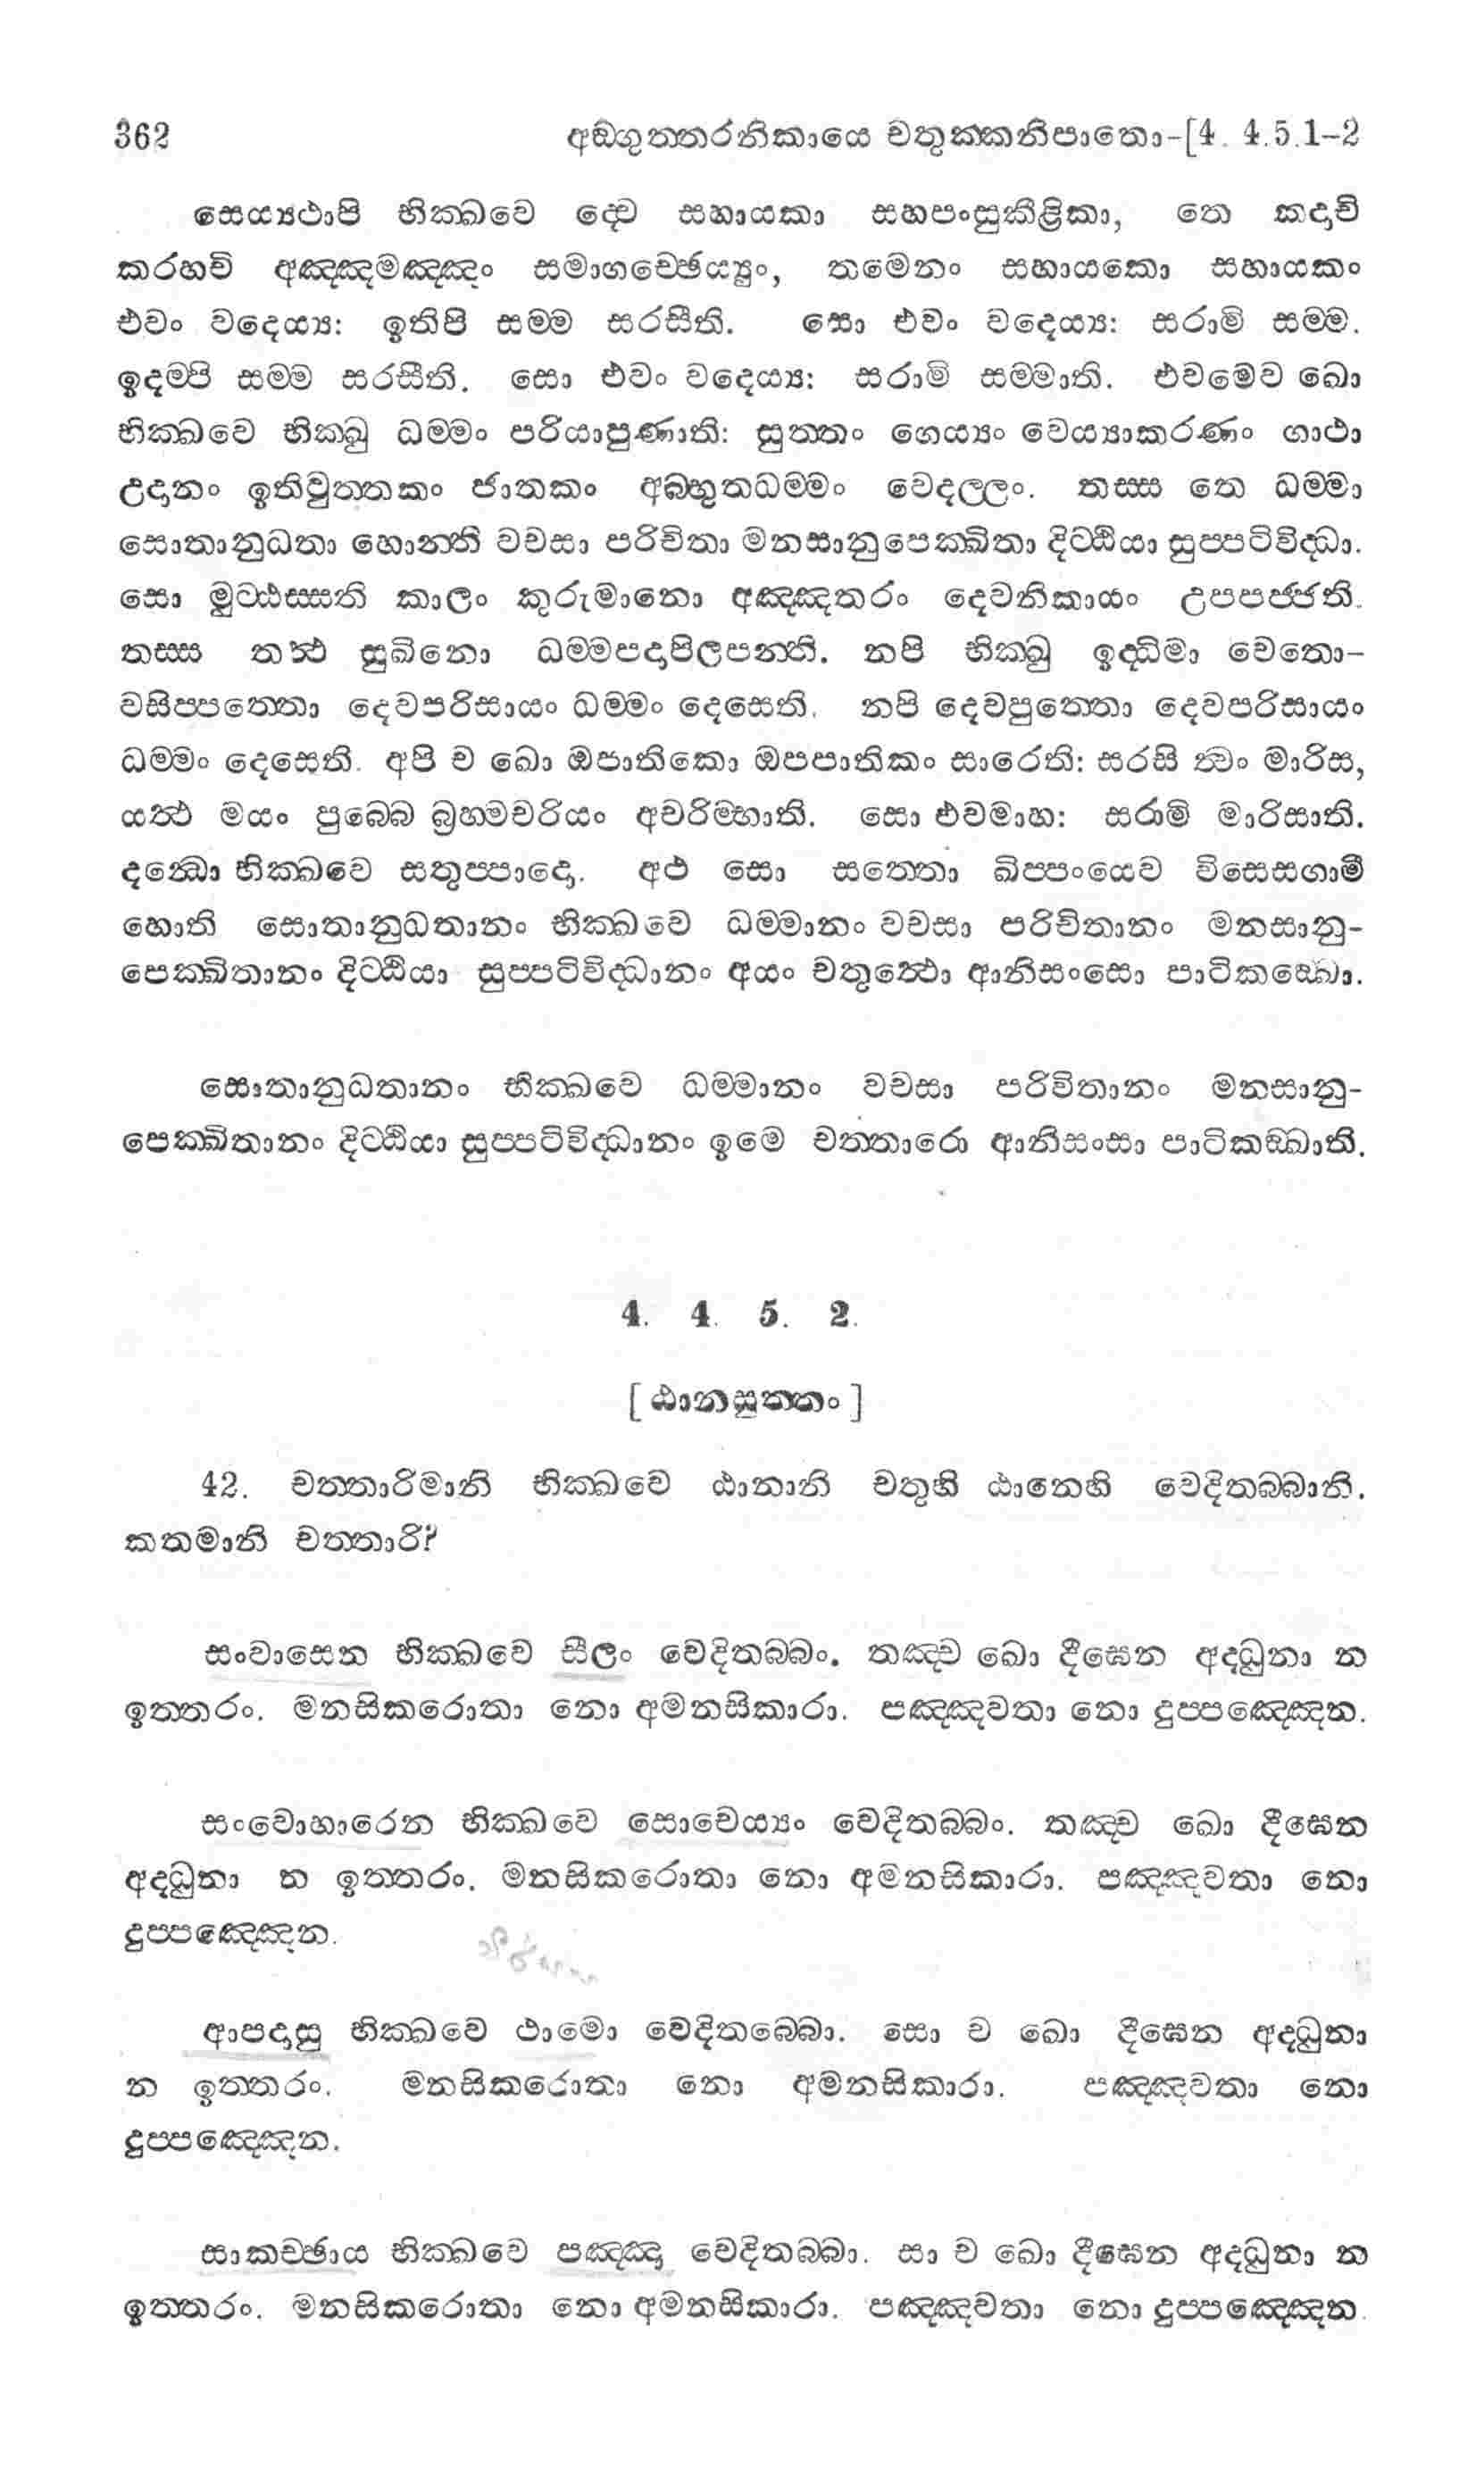 362 අඞ්ගුත්තරනිකායෙ චතුක්කනිපාතො-[4. 4.5.1-2
සෙය්‍යථාපි භික්ඛවෙ ද්වෙ සහායකා සහපංසුකීළිකා, තෙ කදාචි
කරහචි අඤ්ඤමඤ්ඤං සමාගච්ඡෙය්‍යුං, තමෙනං සහායකො සහායකං
එවං වදෙය්‍ය: ඉතිපි සම්ම සරසීති. සො එවං වදෙය්‍ය: සරාමි සම්ම.
ඉදම්පි සම්ම සරසීති. සො එවං වදෙය්‍ය: සරාමි සම්මාති. එවමෙව ඛො
භික්ඛවෙ භික්ඛු ධම්මං පරියාපුණාති: සුත්තං ගෙය්‍යං වෙය්‍යාකරණං ගාථා
උදානං ඉතිවුත්තකං ජාතකං අබ්භුතධම්මං වෙදල්ලං. තස්ස තෙ ධම්මා
සොතානුධතා හොන්ති වචසා පරිචිතා මනසානුපෙක්ඛිතා දිට්ඨියා සුප්පටිවිද්ධා.
සො මුට්ඨස්සති කාලං කුරුමානො අඤ්ඤතරං දෙවනිකායං උපපජ්ජති.
තස්ස තත්‍ථ සුඛිනො ධම්මපදාපිලපන්ති. නපි භික්ඛු ඉද්ධිමා චෙතො-
වසිප්පත්තො දෙවපරිසායං ධම්මං දෙසෙති. නපි දෙවපුත්තො දෙවපරිසායං
ධම්මං දෙසෙති. අපි ච ඛො ඔපාතිකො ඔපපාතිකං සාරෙති: සරසි ත්‍වං මාරිස,
යත්‍ථ මයං පුබ්බෙ බ්‍රහ්මචරියං අචරිම්හාති. සො එවමාහ: සරාමි මාරිසාති.
දන්ධො භික්ඛවෙ සතුප්පාදො. අථ සො සත්තො ඛිප්පංයෙව විසෙසගාමී
හොති සොතානුධතානං භික්ඛවෙ ධම්මානං වචසා පරිචිතානං මනසානු-
පෙක්ඛිතානං දිට්ඨියා සුප්පටිවිද්ධානං අයං චතුත්‍ථො ආනිසංසො පාටිකඞ්ඛො.
සොතානුධතානං භික්ඛවෙ ධම්මානං වචසා පරිචිතානං මනසානු-
පෙක්ඛිතානං දිට්ඨියා සුප්පටිවිද්ධානං ඉමෙ චත්තාරො ආනිසංසා පාටිකඞ්ඛාති.
4. 4. 5. 2.
[ඨානසුත්තං]
42. චත්තාරිමානි භික්ඛවෙ ඨානානි චතුහි ඨානෙහි වෙදිතබ්බානි.
කතමානි චත්තාරි?
සංවාසෙන භික්ඛවෙ සීලං වෙදිතබ්බං. තඤ්ච ඛො දීඝෙන අද්ධුනා න
ඉත්තරං. මනසිකරොතා නො අමනසිකාරා. පඤ්ඤවතා නො දුප්පඤ්ඤෙන.
සංවොහාරෙන භික්ඛවෙ සොචෙය්‍යං වෙදිතබ්බං. තඤ්ච ඛො දීඝෙන
අද්ධුනා න ඉත්තරං. මනසිකරොතා නො අමනසිකාරා. පඤ්ඤවතා නො
දුප්පඤ්ඤෙන.
ආපදාසු භික්ඛවෙ ථාමො වෙදිතබ්බො. සො ච ඛො දීඝෙන අද්ධුනා
න ඉත්තරං. මනසිකරොතා නො අමනසිකාරා. පඤ්ඤවතා නො
දුප්පඤ්ඤෙන.
සාකච්ඡාය භික්ඛවෙ පඤ්ඤා වෙදිතබ්බා. සා ච ඛො දීඝෙන අද්ධුනා න
ඉත්තරං. මනසිකරොතා නො අමනසිකාරා. පඤ්ඤවතා නො දුප්පඤ්ඤෙන.